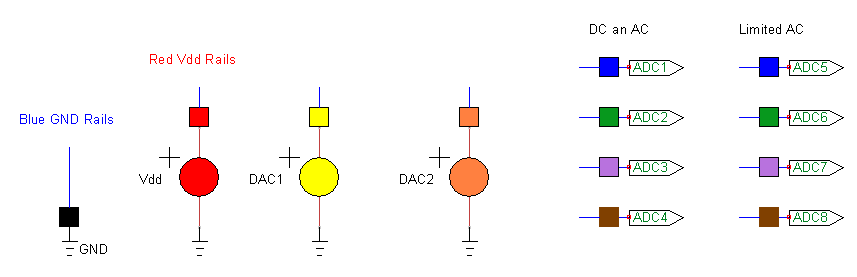 DC an AC
Limited AC
Red Vdd Rails
ADC1
ADC5
Blue GND Rails
ADC2
ADC6
Vdd
DAC1
DAC2
ADC3
ADC7
ADC4
ADC8
GND